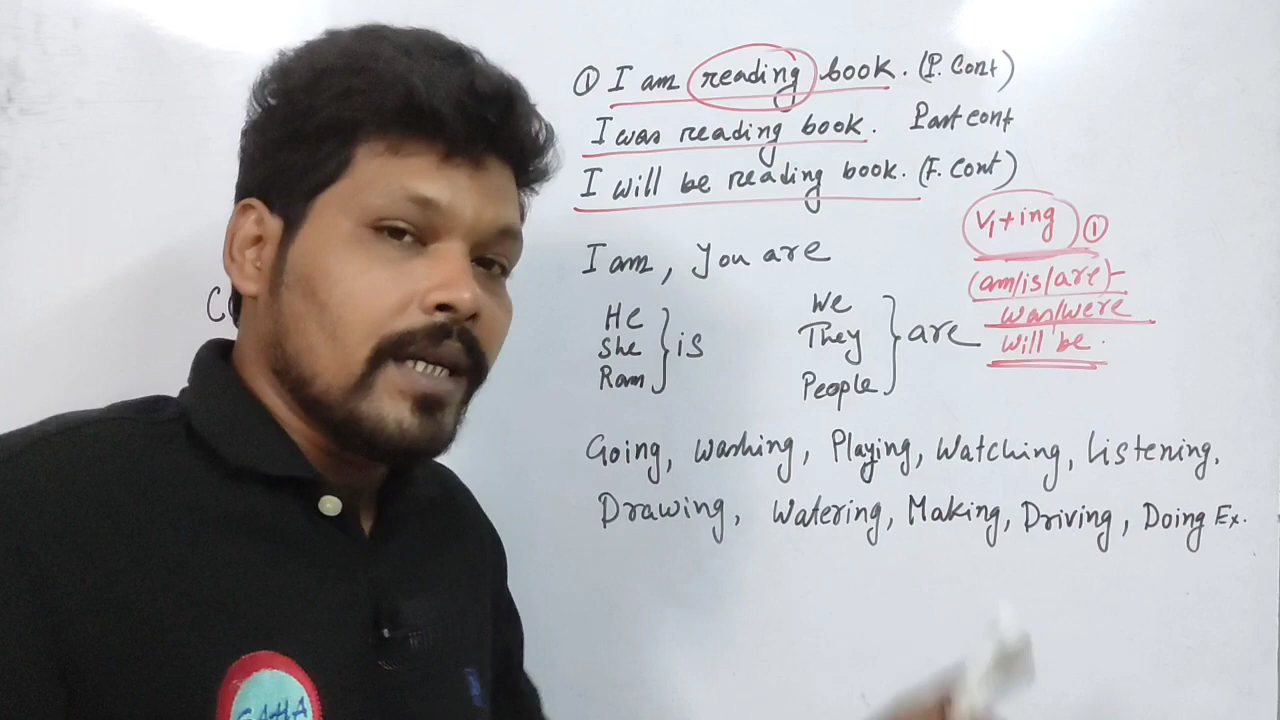 ① I am reading book. (P. Cont)
I was reading book. Past cont
I will be reading book. (F. Cont)
V₁+ing ①
(am/is/are)-
was/were
will be.
I am, you are
He
She
Ram
is
We
They
People
are
Going, Washing, Playing, Watching, Listening,
Drawing, Watering, Making, Driving, Doing Ex.